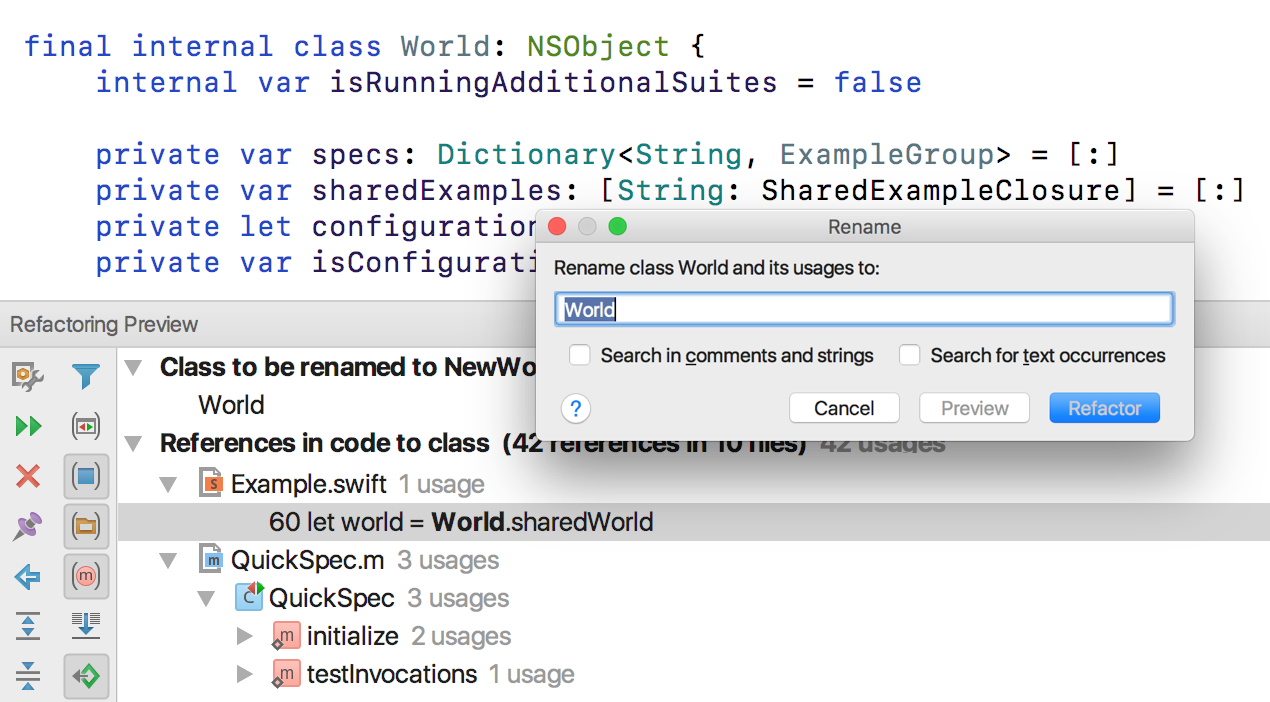 final internal class World: NSObject {
internal var isRunningAdditionalSuites = false
private var specs: Dictionary<String, ExampleGroup> = [:]
private var sharedExamples: [String: SharedExampleClosure] = [:]
private let configuration
private var isConfigurati
Rename
Rename class World and its usages to:
World
Search in comments and strings Search for text occurrences
? Cancel Preview Refactor
Refactoring Preview
Class to be renamed to NewWo
World
References in code to class (42 references in 10 files) 42 usages
S Example.swift 1 usage
60 let world = World.sharedWorld
m QuickSpec.m 3 usages
C QuickSpec 3 usages
m initialize 2 usages
m testInvocations 1 usage
m